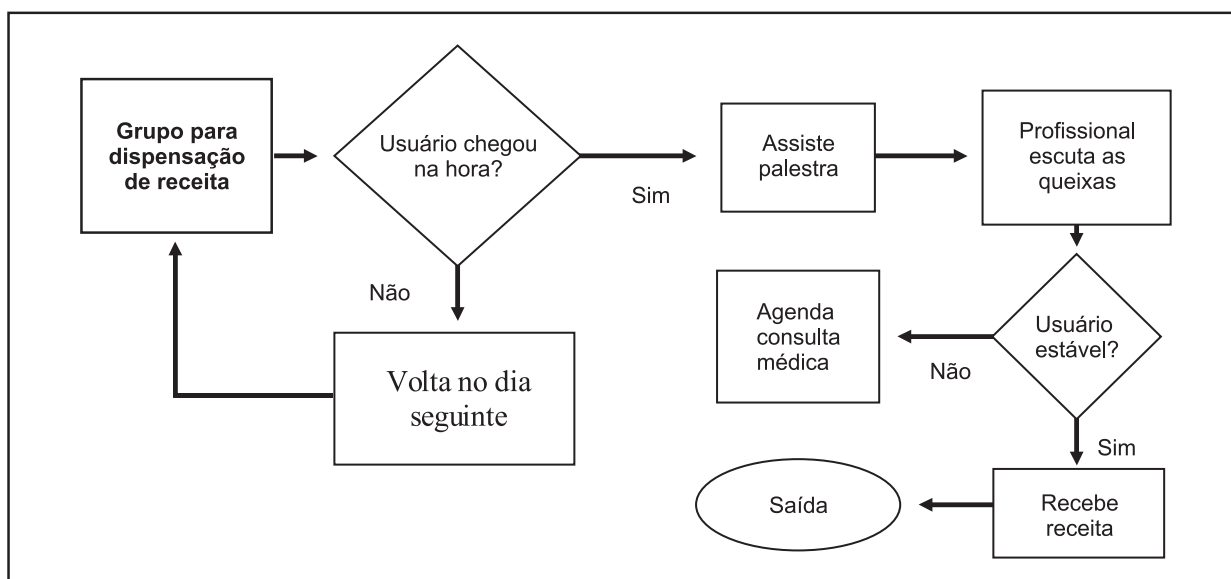 Grupo para
dispensação
de receita
Usuário chegou
na hora?
Sim
Assiste
palestra
Profissional
escuta as
queixas
Não
Volta no dia
seguinte
Usuário
estável?
Não
Agenda
consulta
médica
Sim
Recebe
receita
Saída